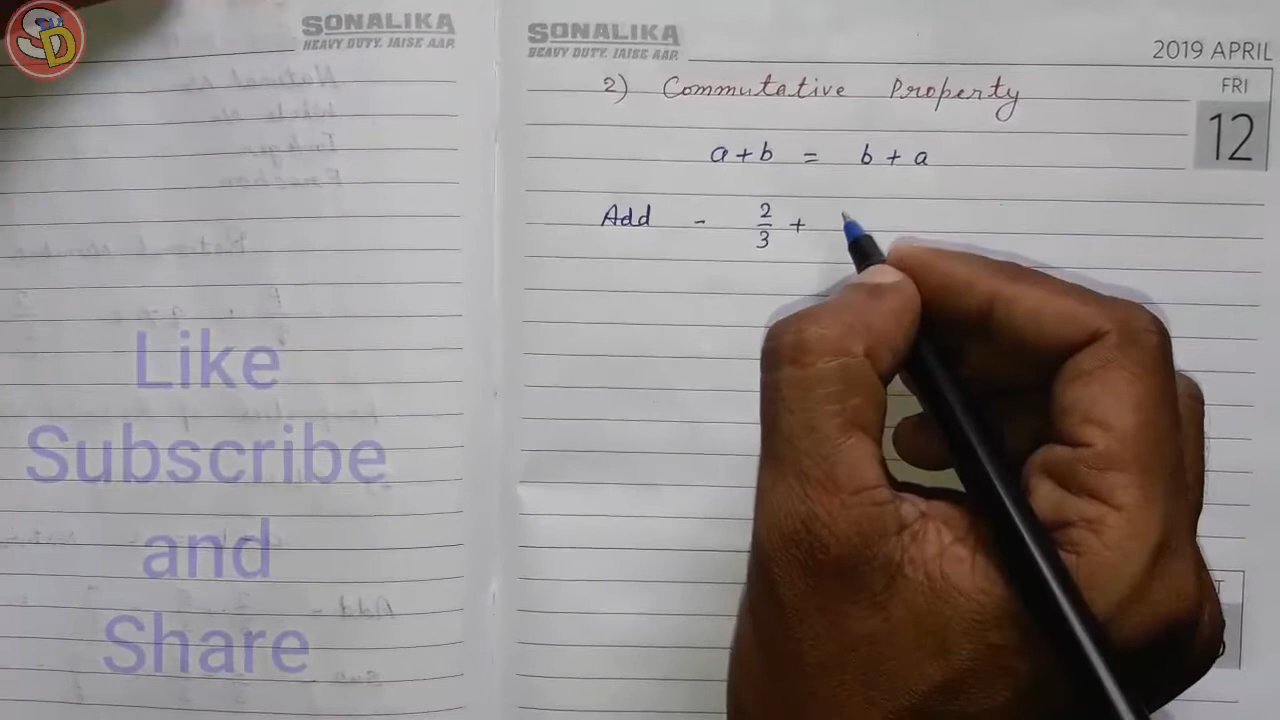 SD
SONALIKA
HEAVY DUTY. JAISE AAP.
Like
Subscribe
and
Share
SONALIKA
HEAVY DUTY. JAISE AAP.
2019 APRIL
FRI
12
2) Commutative Property
a + b = b + a
Add - 2/3 +